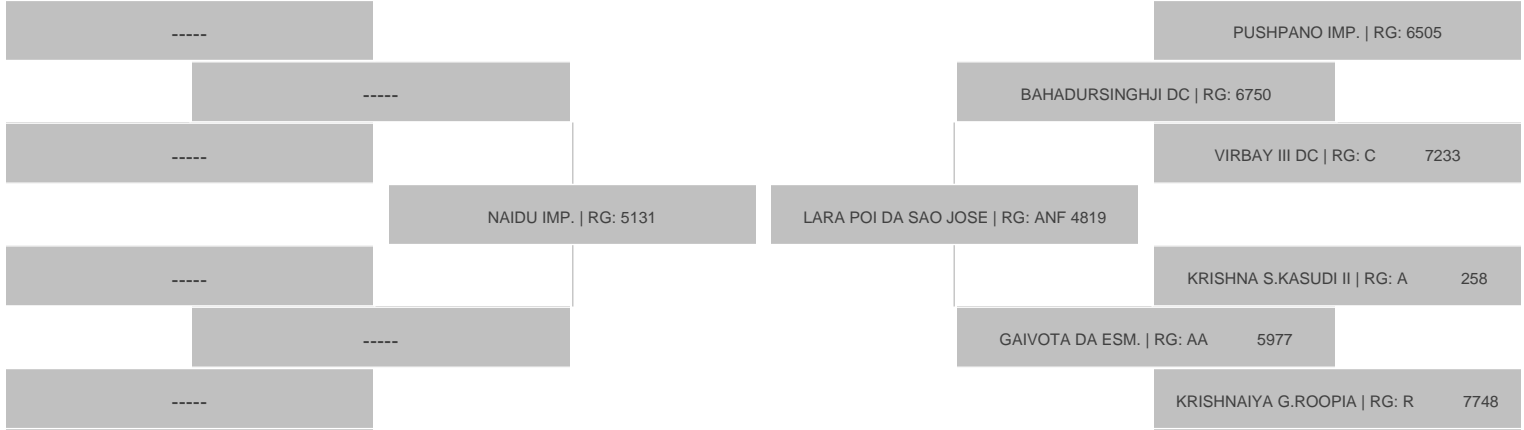 ----- PUSHPANO IMP. | RG: 6505
----- BAHADURSINGHJI DC | RG: 6750
----- VIRBAY III DC | RG: C 7233
NAIDU IMP. | RG: 5131 LARA POI DA SAO JOSE | RG: ANF 4819
----- KRISHNA S.KASUDI II | RG: A 258
----- GAIVOTA DA ESM. | RG: AA 5977
----- KRISHNAIYA G.ROOPIA | RG: R 7748